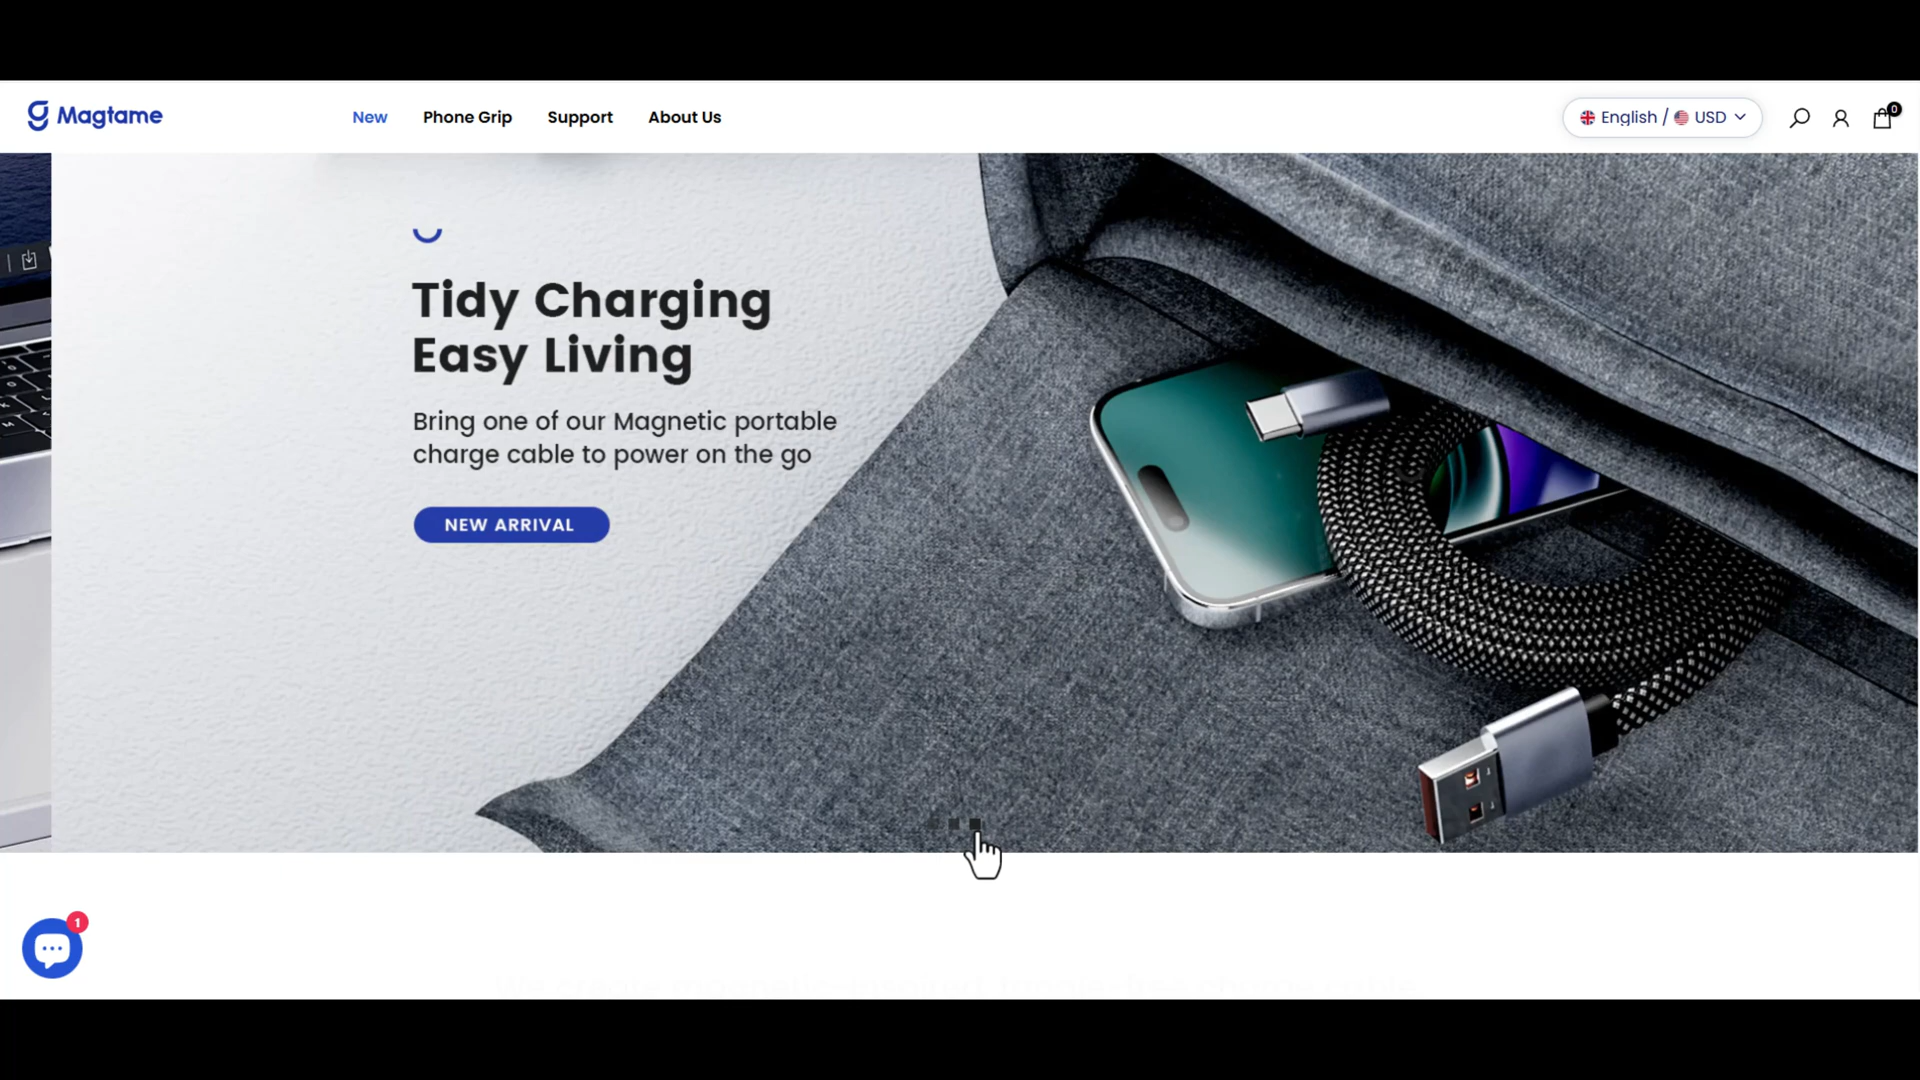 Magtame
New
Phone Grip
Support
About Us
English / USD
0
Tidy Charging
Easy Living
Bring one of our Magnetic portable
charge cable to power on the go
NEW ARRIVAL
1